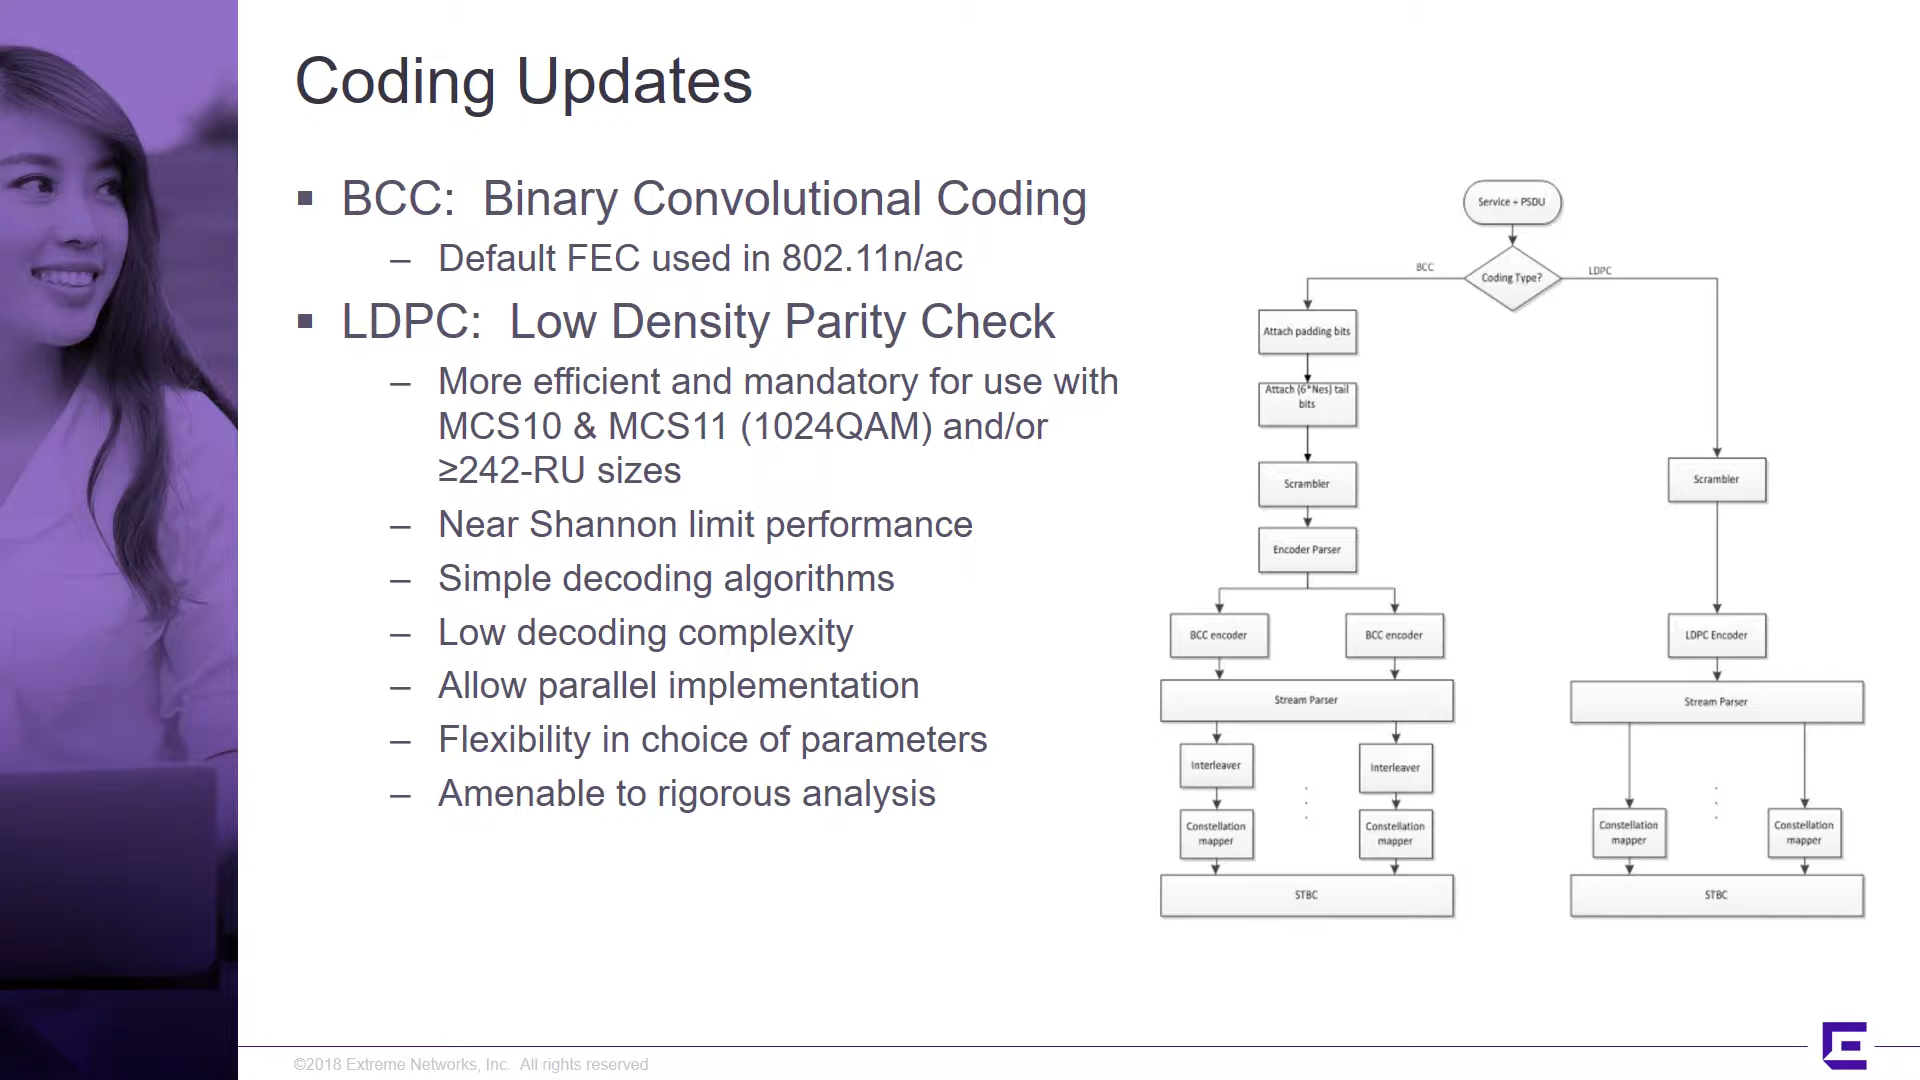 Coding Updates
▪ BCC:  Binary Convolutional Coding
– Default FEC used in 802.11n/ac
▪ LDPC:  Low Density Parity Check
– More efficient and mandatory for use with
MCS10 & MCS11 (1024QAM) and/or
≥242-RU sizes
– Near Shannon limit performance
– Simple decoding algorithms
– Low decoding complexity
– Allow parallel implementation
– Flexibility in choice of parameters
– Amenable to rigorous analysis
Service + PSDU
Coding Type?
BCC
LDPC
Attach padding bits
Attach (6*Nes) tail
bits
Scrambler
Encoder Parser
BCC encoder
BCC encoder
Stream Parser
Interleaver
Interleaver
Constellation
mapper
Constellation
mapper
STBC
Scrambler
LDPC Encoder
Stream Parser
Constellation
mapper
Constellation
mapper
STBC
©2018 Extreme Networks, Inc.  All rights reserved